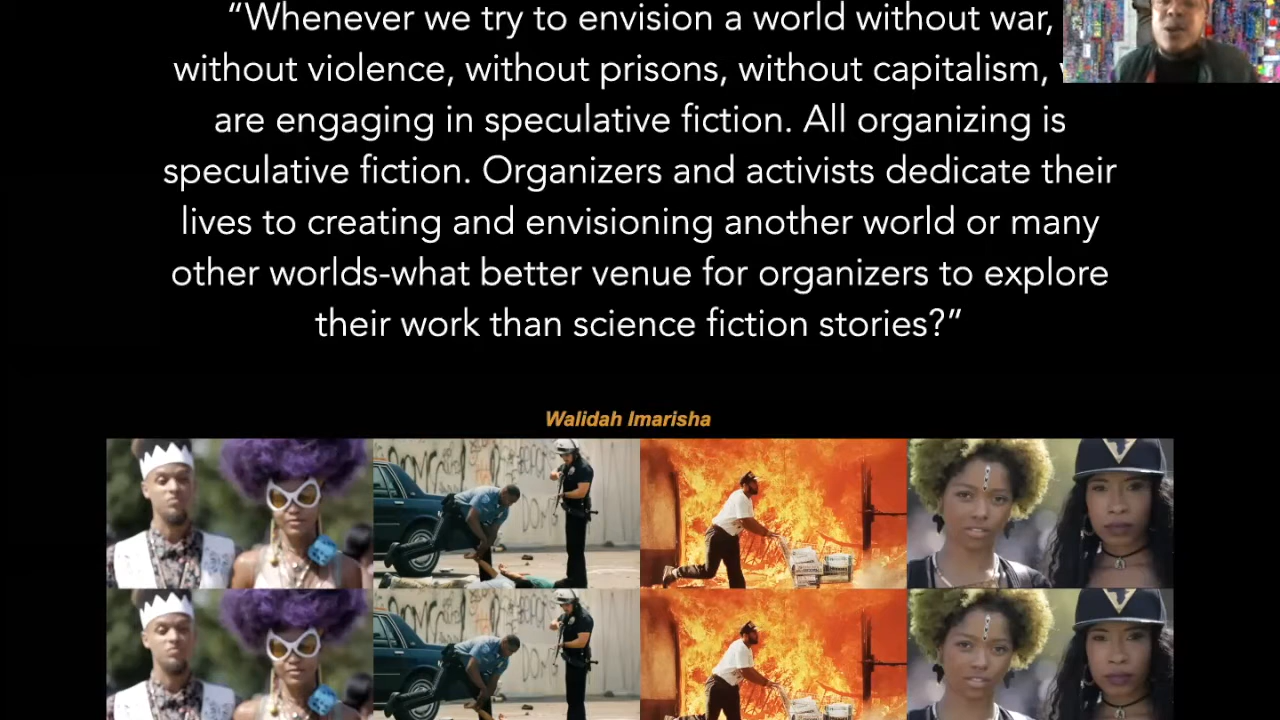 “Whenever we try to envision a world without war,
without violence, without prisons, without capitalism,
are engaging in speculative fiction. All organizing is
speculative fiction. Organizers and activists dedicate their
lives to creating and envisioning another world or many
other worlds-what better venue for organizers to explore
their work than science fiction stories?”
Walidah Imarisha